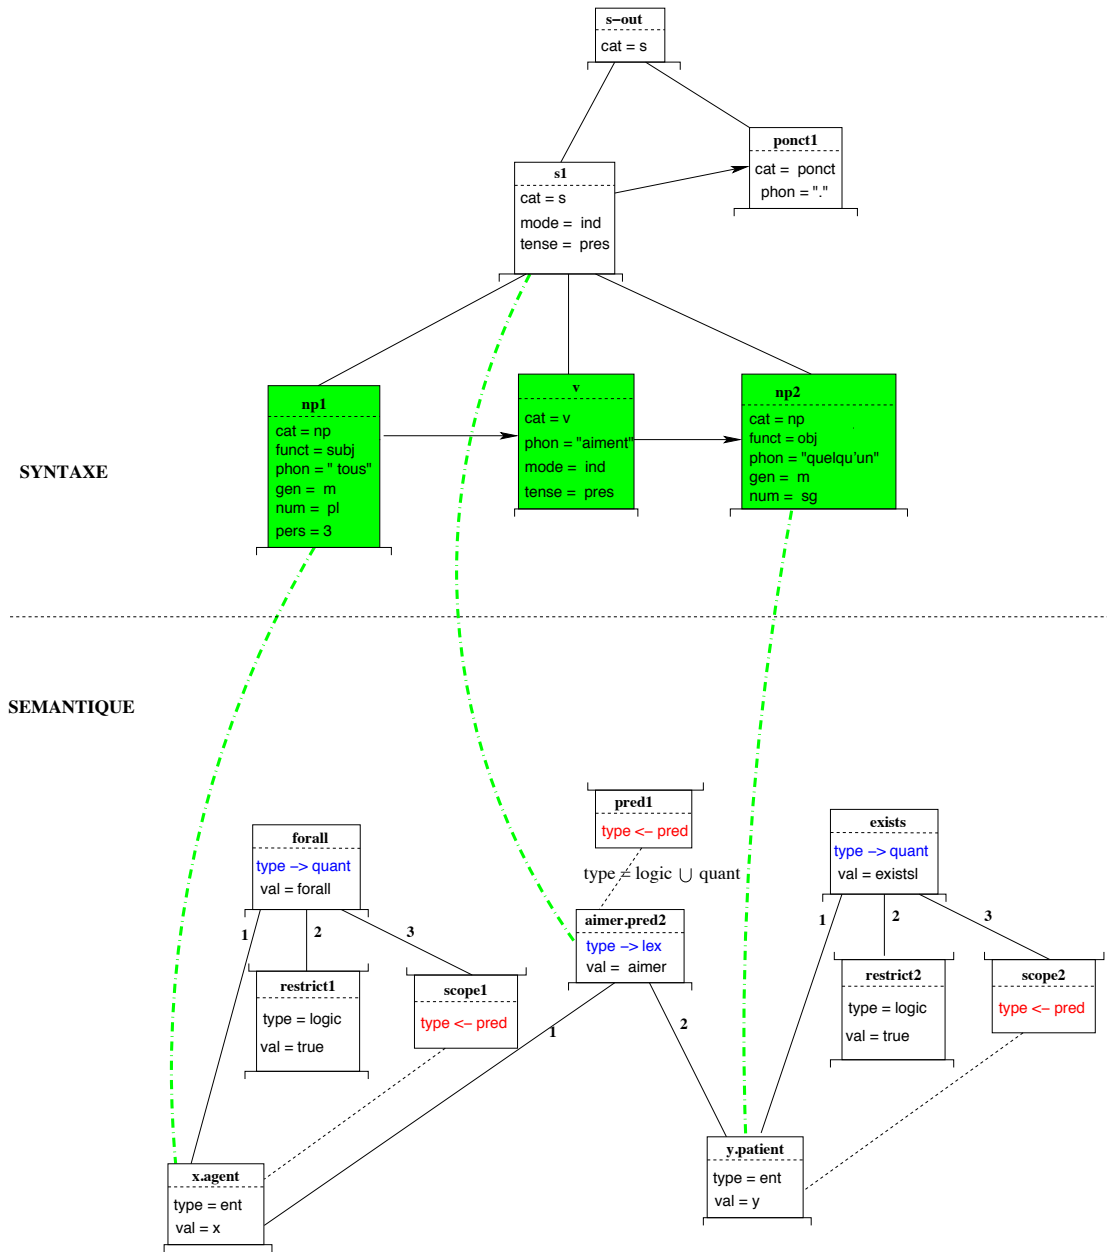 s-out
cat = s
ponct1
cat = ponct
phon = "."
s1
cat = s
mode = ind
tense = pres
np1
cat = np
funct = subj
phon = " tous"
gen = m
num = pl
pers = 3
v
cat = v
phon = "aiment"
mode = ind
tense = pres
np2
cat = np
funct = obj
phon = "quelqu'un"
gen = m
num = sg
SYNTAXE
SEMANTIQUE
forall
type -> quant
val = forall
1
2
3
restrict1
type = logic
val = true
scope1
type <- pred
pred1
type <- pred
type = logic ∪ quant
aimer.pred2
type -> lex
val = aimer
1
2
exists
type -> quant
val = existsl
1
2
3
restrict2
type = logic
val = true
scope2
type <- pred
x.agent
type = ent
val = x
y.patient
type = ent
val = y